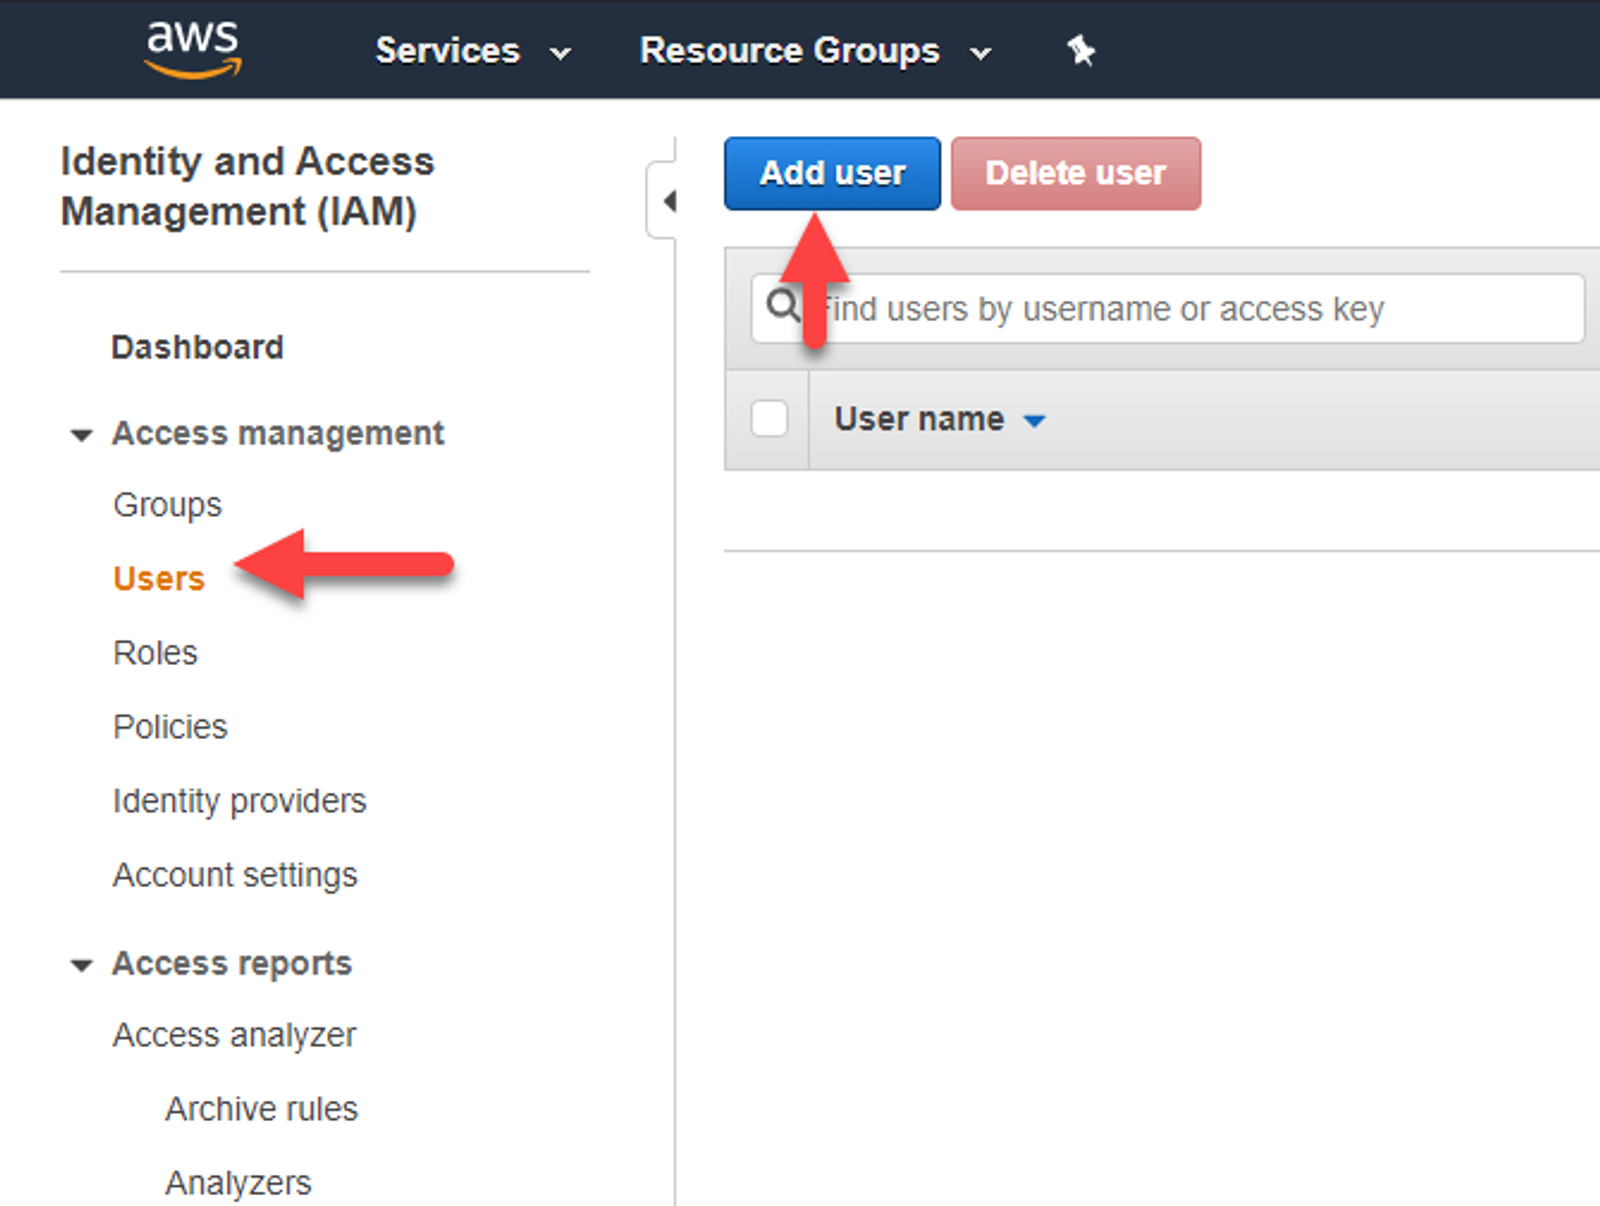 aws
Services
Resource Groups
Identity and Access
Management (IAM)
Dashboard
Access management
Groups
Users
Roles
Policies
Identity providers
Account settings
Access reports
Access analyzer
Archive rules
Analyzers
Add user
Delete user
Find users by username or access key
User name